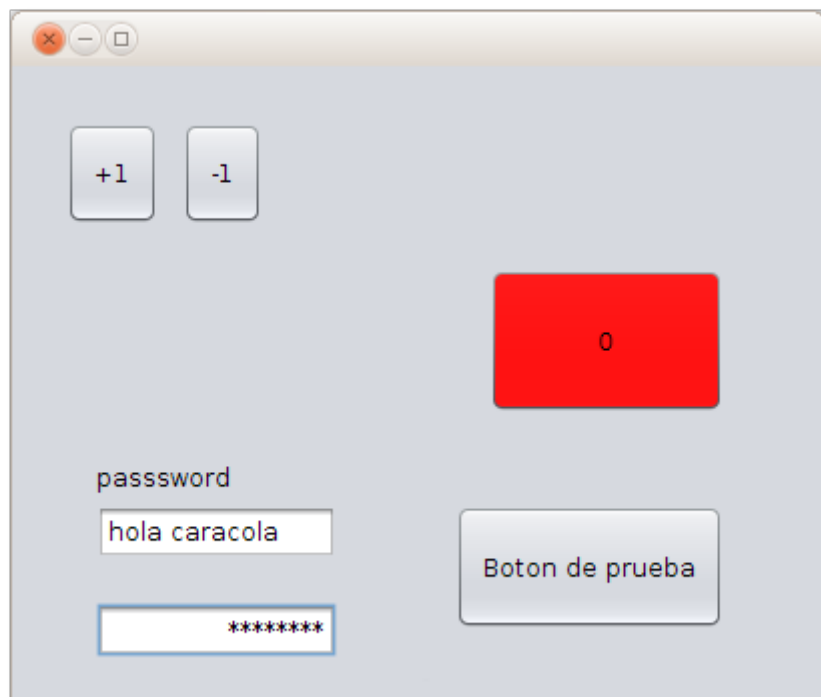 +1 -1
0
passsword
hola caracola
Boton de prueba
********